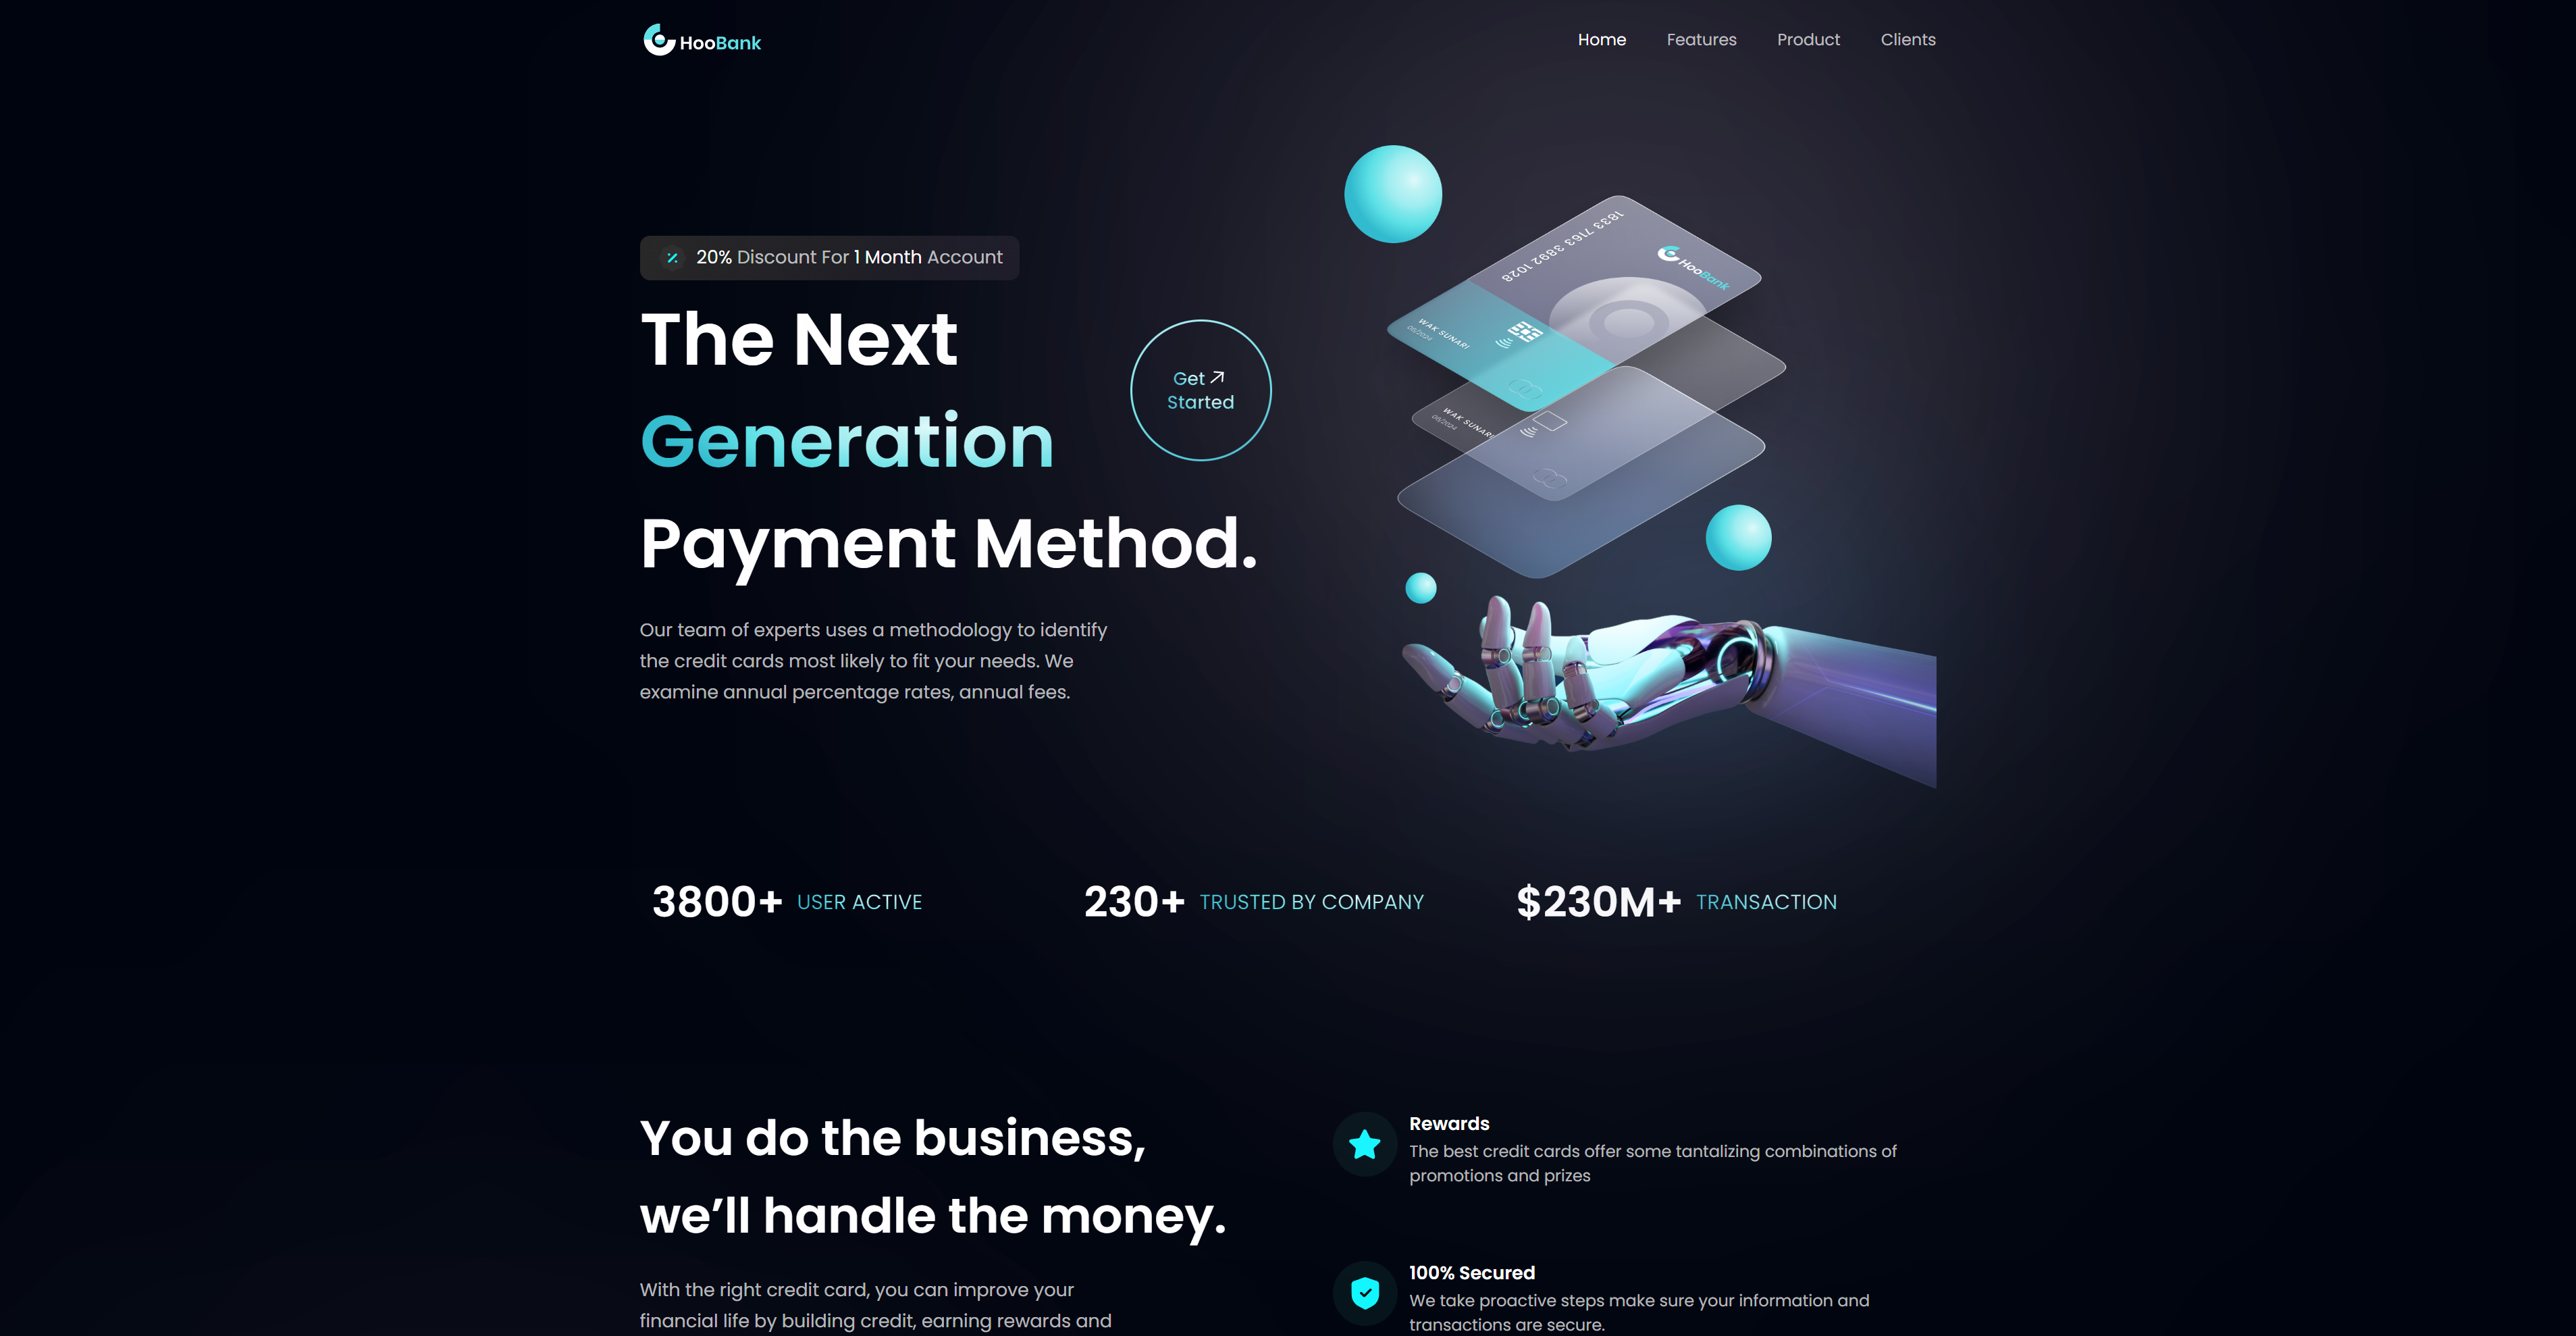 HooBank
Home
Features
Product
Clients
20% Discount For 1 Month Account
The Next
Generation
Payment Method.
Get
Started
Our team of experts uses a methodology to identify
the credit cards most likely to fit your needs. We
examine annual percentage rates, annual fees.
1833 7163 3892 1028
HooBank
WAK SUNARI
06/2024
WAK SUNARI
06/2024
3800+ USER ACTIVE
230+ TRUSTED BY COMPANY
$230M+ TRANSACTION
You do the business,
we’ll handle the money.
With the right credit card, you can improve your
financial life by building credit, earning rewards and
Rewards
The best credit cards offer some tantalizing combinations of
promotions and prizes
100% Secured
We take proactive steps make sure your information and
transactions are secure.